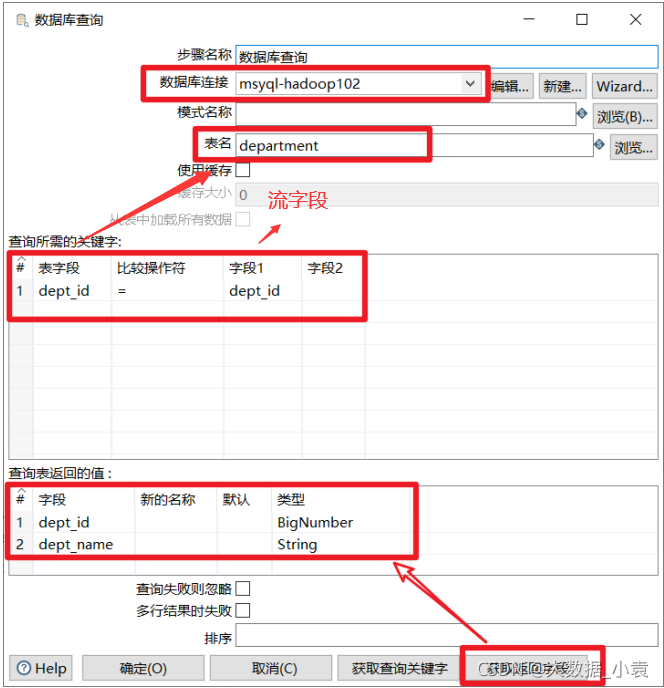 数据库查询
步骤名称 数据库查询
数据库连接 msyql-hadoop102 编辑... 新建... Wizard...
模式名称 浏览(B)...
表名 department 浏览...
使用缓存
缓存大小 0
流字段
从表中加载所有数据
查询所需的关键字:
# 表字段 比较操作符 字段1 字段2
1 dept_id = dept_id
查询表返回的值 :
# 字段 新的名称 默认 类型
1 dept_id BigNumber
2 dept_name String
查询失败则忽略
多行结果时失败
排序
Help 确定(O) 取消(C) 获取查询关键字 获取返回字段
CSDN @大数据_小袁